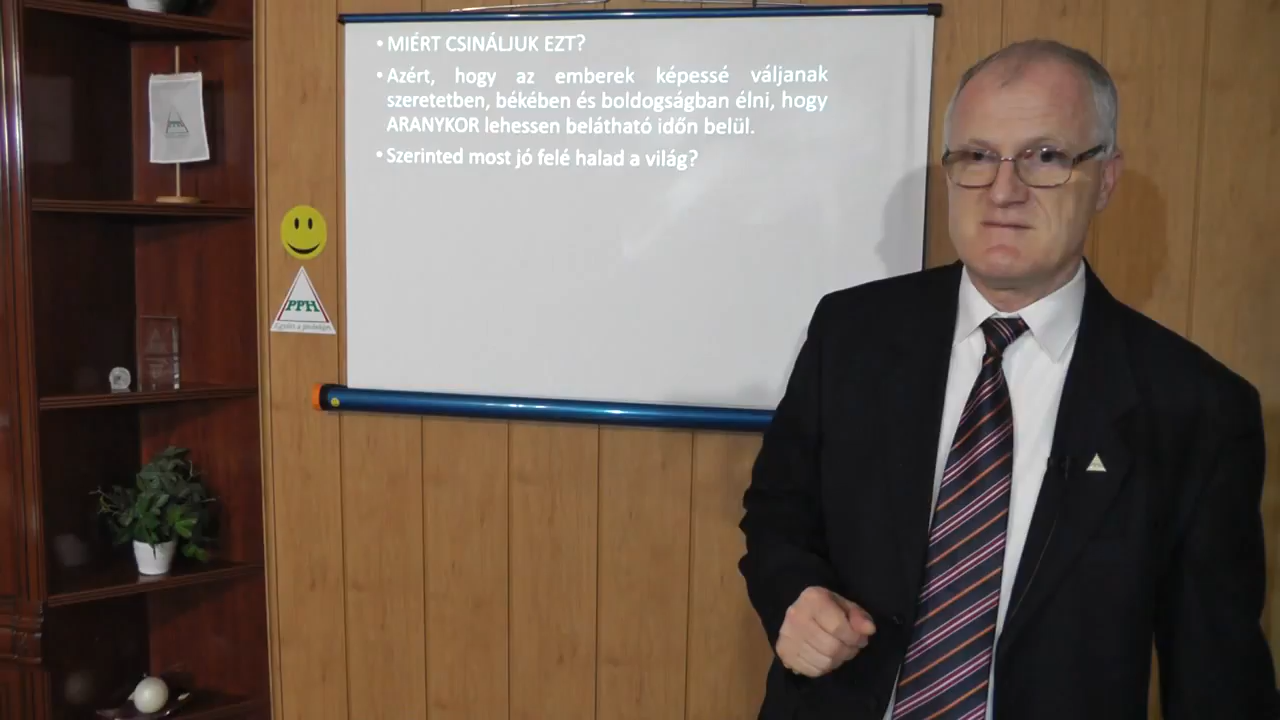 • MIÉRT CSINÁLJUK EZT?
• Azért, hogy az emberek képessé váljanak
szeretetben, békében és boldogságban élni, hogy
ARANYKOR lehessen belátható időn belül.
• Szerinted most jó felé halad a világ?
PPH